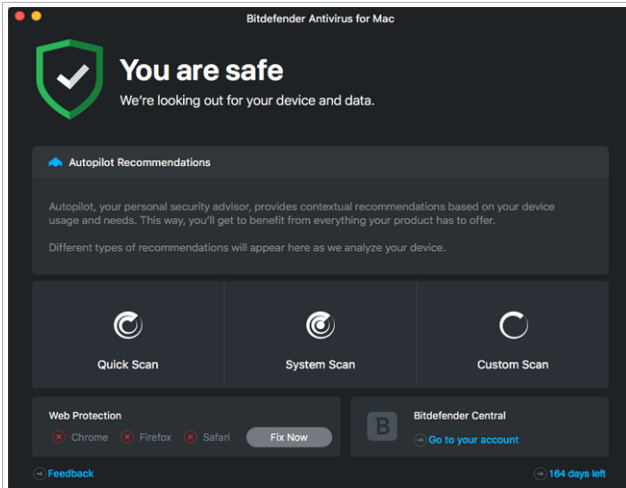 Bitdefender Antivirus for Mac
You are safe
We're looking out for your device and data.
Autopilot Recommendations
Autopilot, your personal security advisor, provides contextual recommendations based on your device
usage and needs. This way, you'll get to benefit from everything your product has to offer.
Different types of recommendations will appear here as we analyze your device.
Quick Scan
System Scan
Custom Scan
Web Protection
Chrome Firefox Safari Fix Now
B
Bitdefender Central
Go to your account
Feedback
164 days left